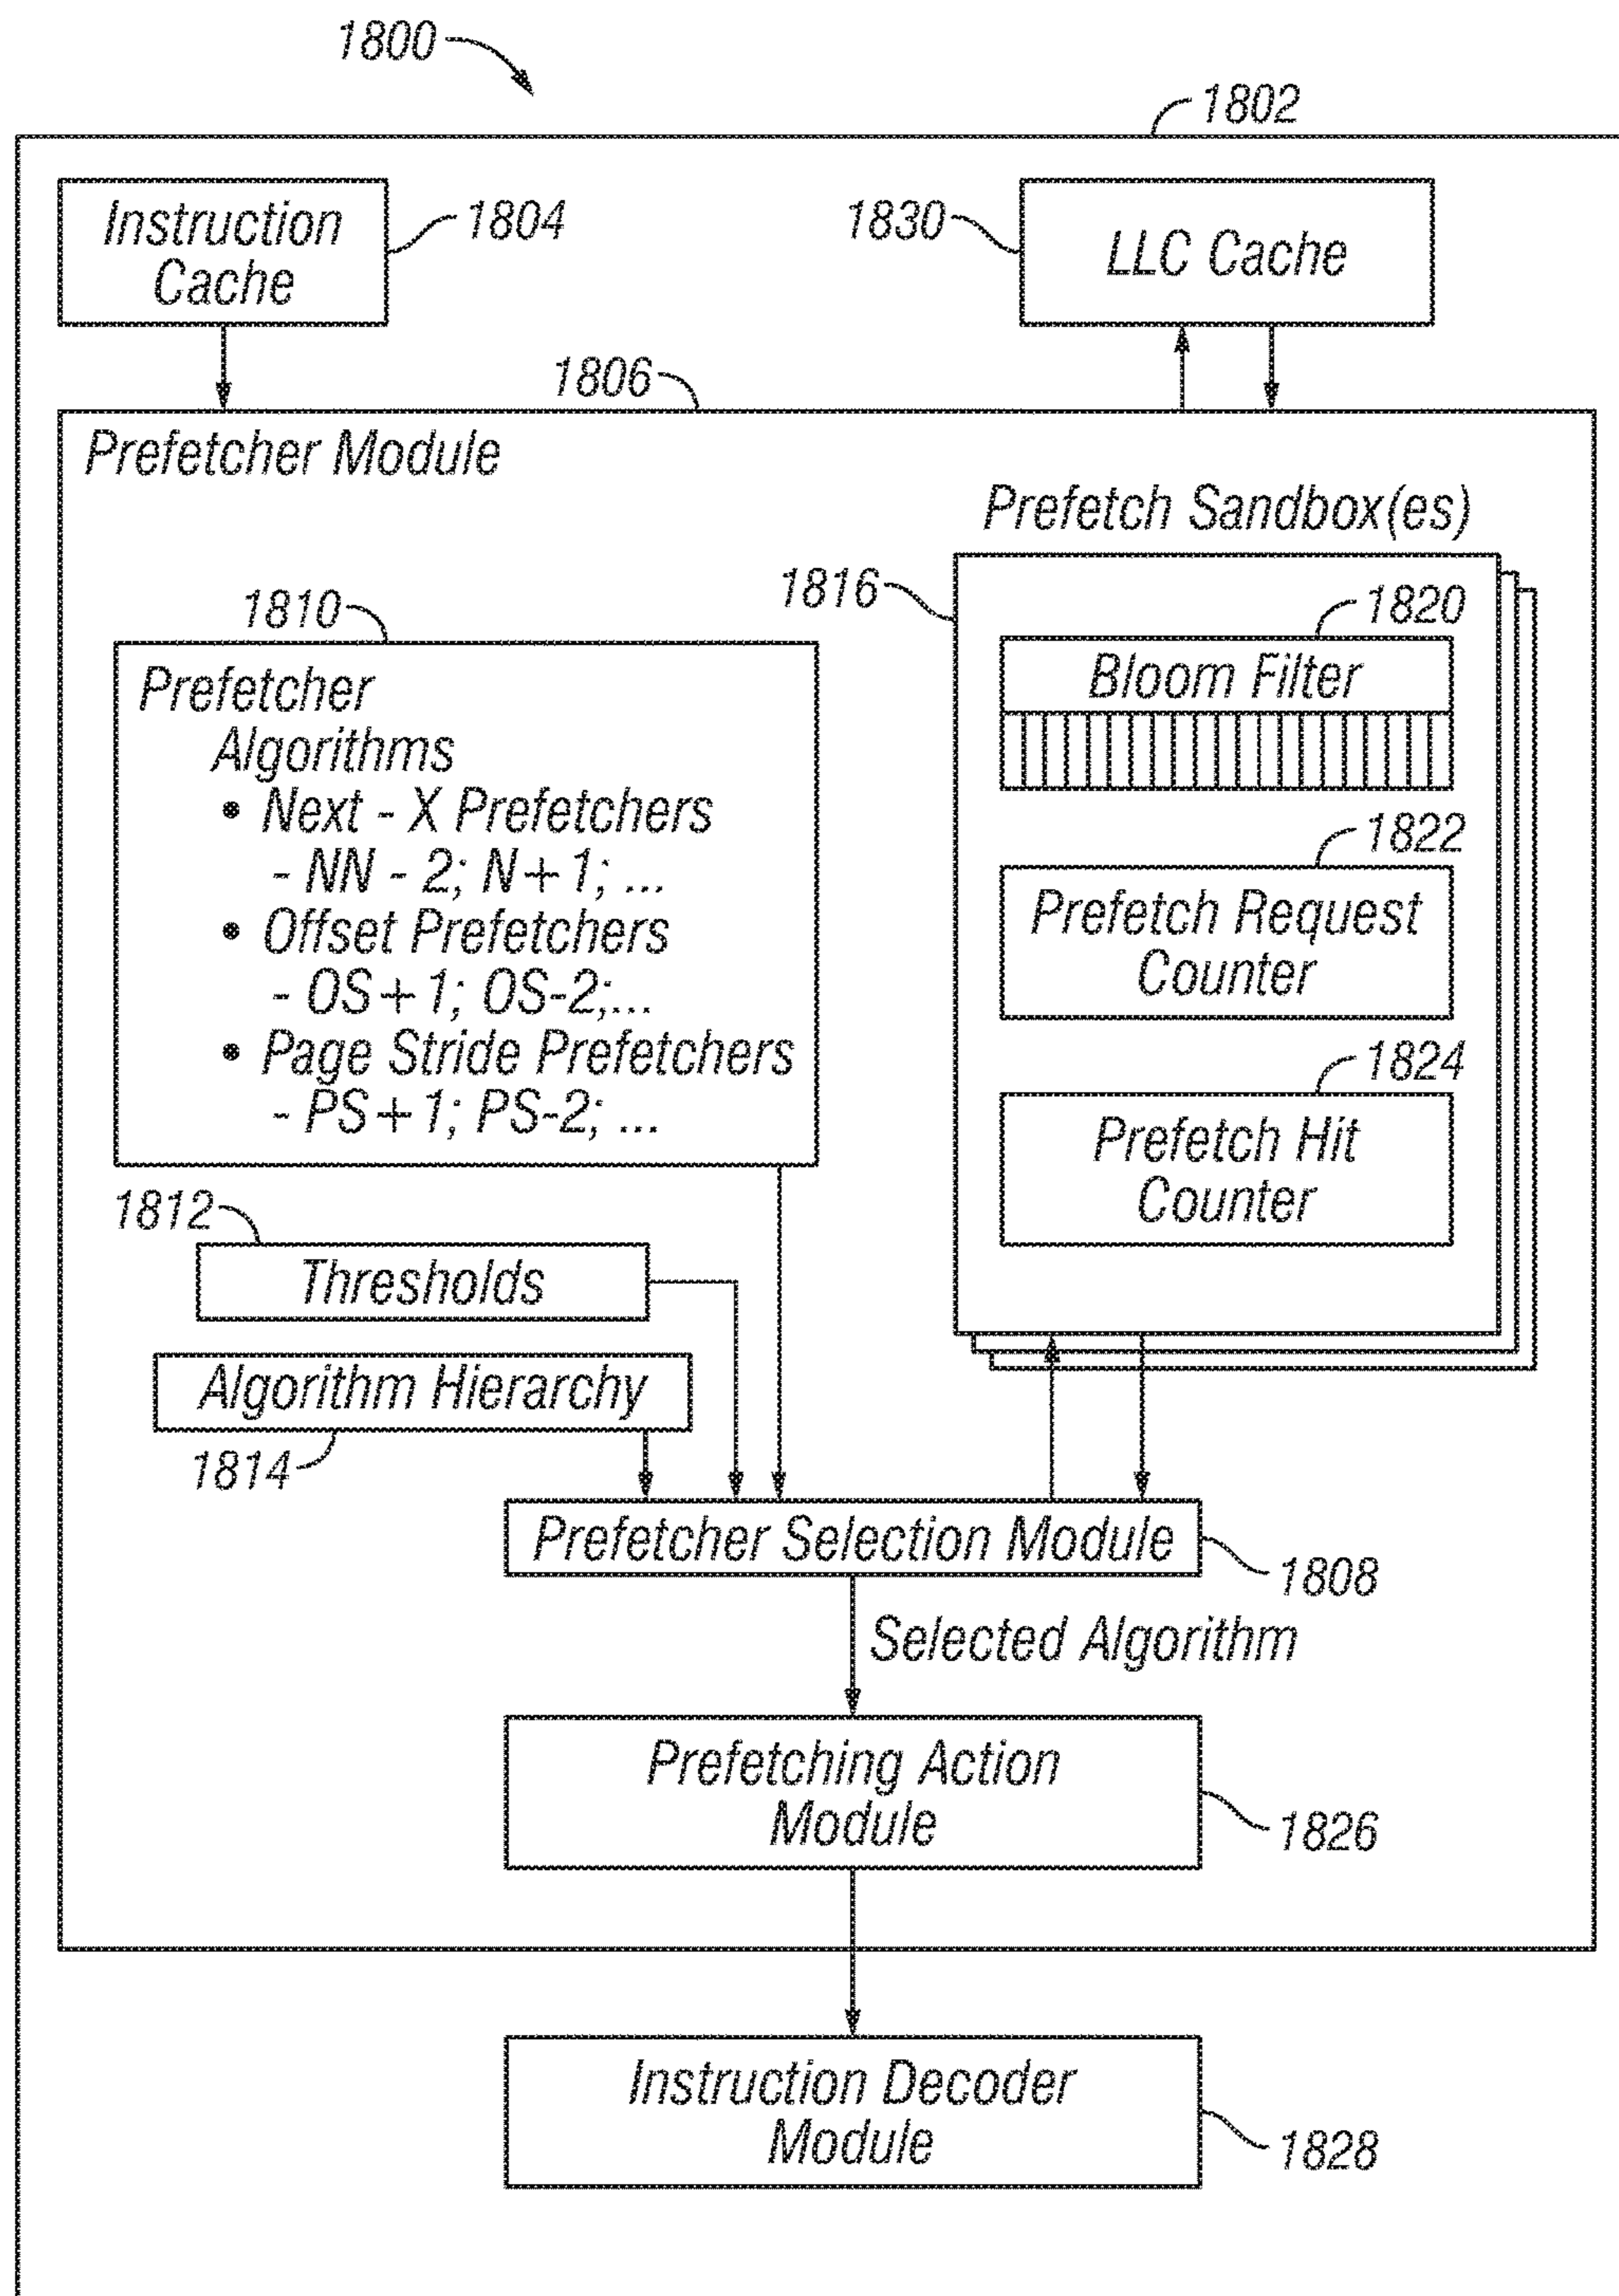 1800
1802
Instruction
Cache
1804
1830
LLC Cache
1806
Prefetcher Module
Prefetch Sandbox(es)
1816
1810
Prefetcher
Algorithms
• Next - X Prefetchers
- NN - 2; N+1; ...
• Offset Prefetchers
- OS+1; OS-2;...
• Page Stride Prefetchers
- PS+1; PS-2; ...
1820
Bloom Filter
1822
Prefetch Request
Counter
1824
Prefetch Hit
Counter
1812
Thresholds
Algorithm Hierarchy
1814
Prefetcher Selection Module
1808
Selected Algorithm
Prefetching Action
Module
1826
Instruction Decoder
Module
1828